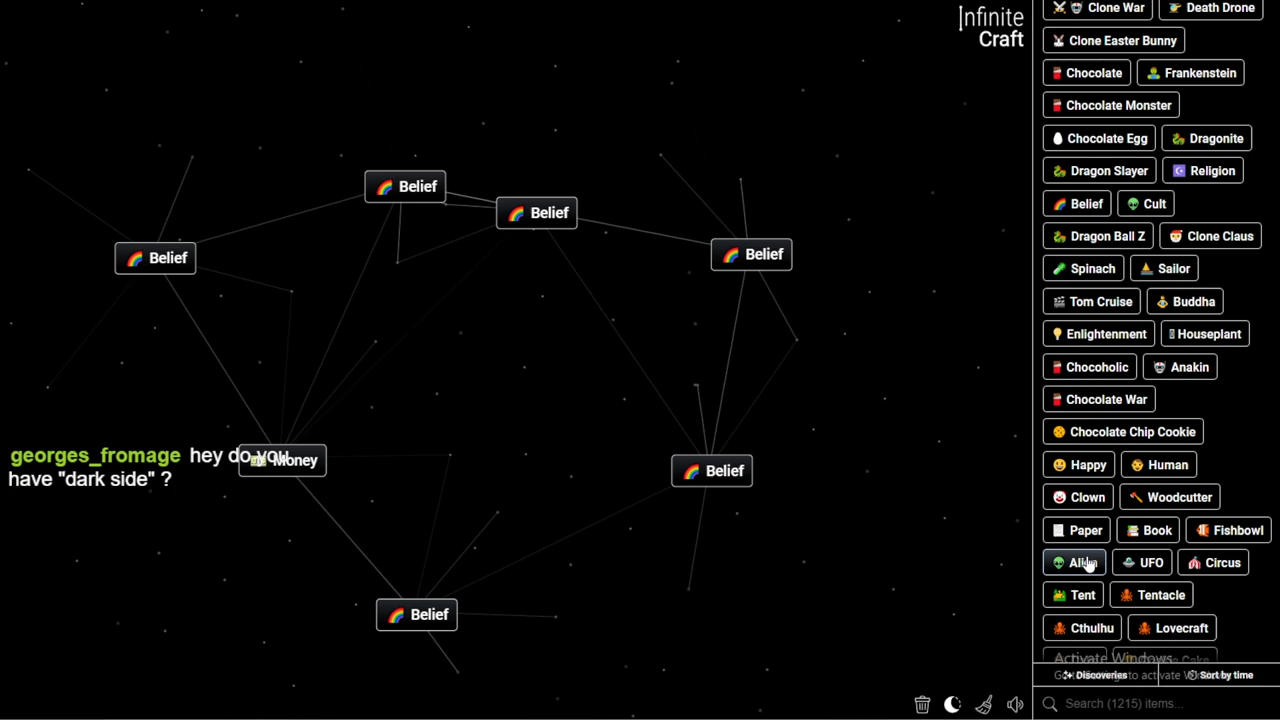 Infinite
Craft
Belief
Belief
Belief
Belief
Money
Belief
Belief
georges_fromage hey do you
have "dark side" ?
Clone War Death Drone
Clone Easter Bunny
Chocolate Frankenstein
Chocolate Monster
Chocolate Egg Dragonite
Dragon Slayer Religion
Belief Cult
Dragon Ball Z Clone Claus
Spinach Sailor
Tom Cruise Buddha
Enlightenment Houseplant
Chocoholic Anakin
Chocolate War
Chocolate Chip Cookie
Happy Human
Clown Woodcutter
Paper Book Fishbowl
Alien UFO Circus
Tent Tentacle
Cthulhu Lovecraft
Activate Windows
Discoveries Sort by time
Search (1215) items...